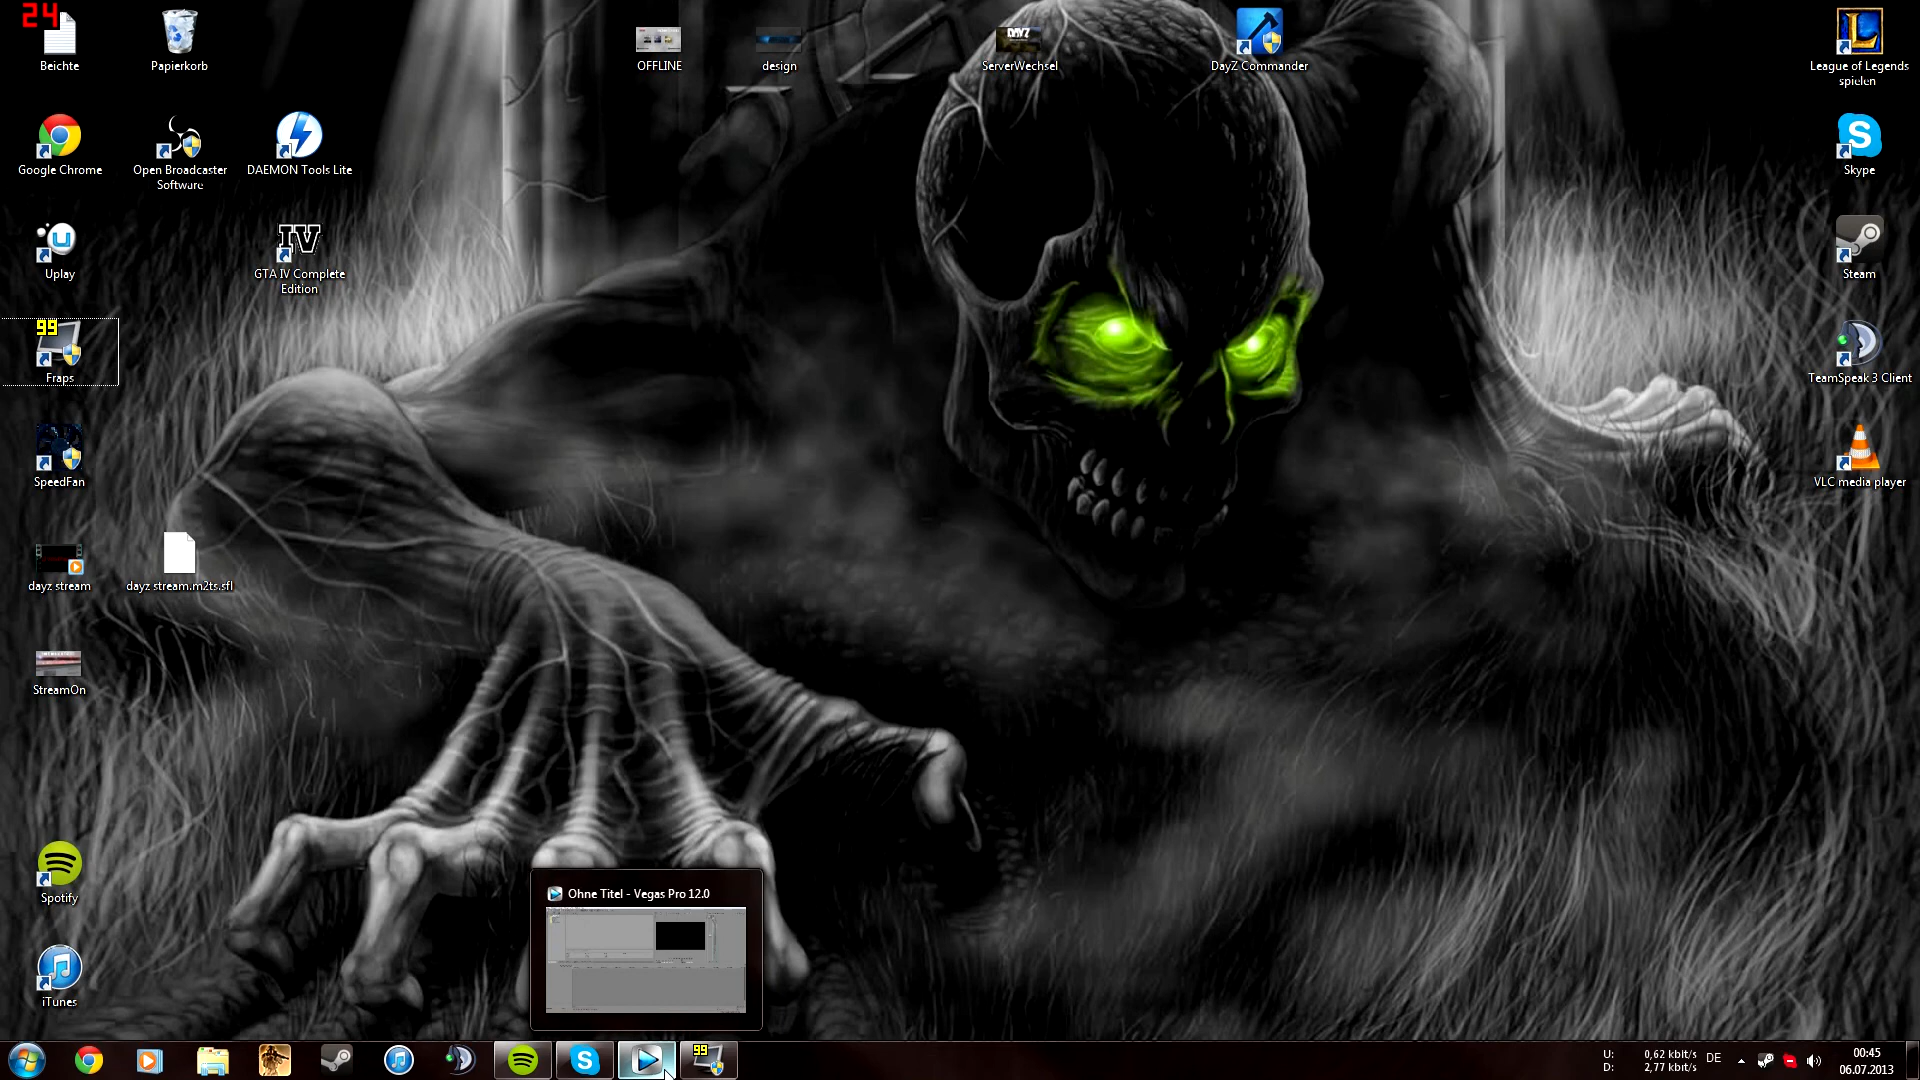 24
Beichte
Papierkorb
OFFLINE
design
DAYZ
ServerWechsel
DayZ Commander
League of Legends
spielen
Google Chrome
Open Broadcaster
Software
DAEMON Tools Lite
Skype
Uplay
IV
GTA IV Complete
Edition
Steam
99
Fraps
TeamSpeak 3 Client
SpeedFan
VLC media player
dayz stream
dayz stream.m2ts.sfl
StreamOn
Spotify
iTunes
Ohne Titel - Vegas Pro 12.0
99
U: 0,62 kbit/s
D: 2,77 kbit/s
DE
00:45
06.07.2013